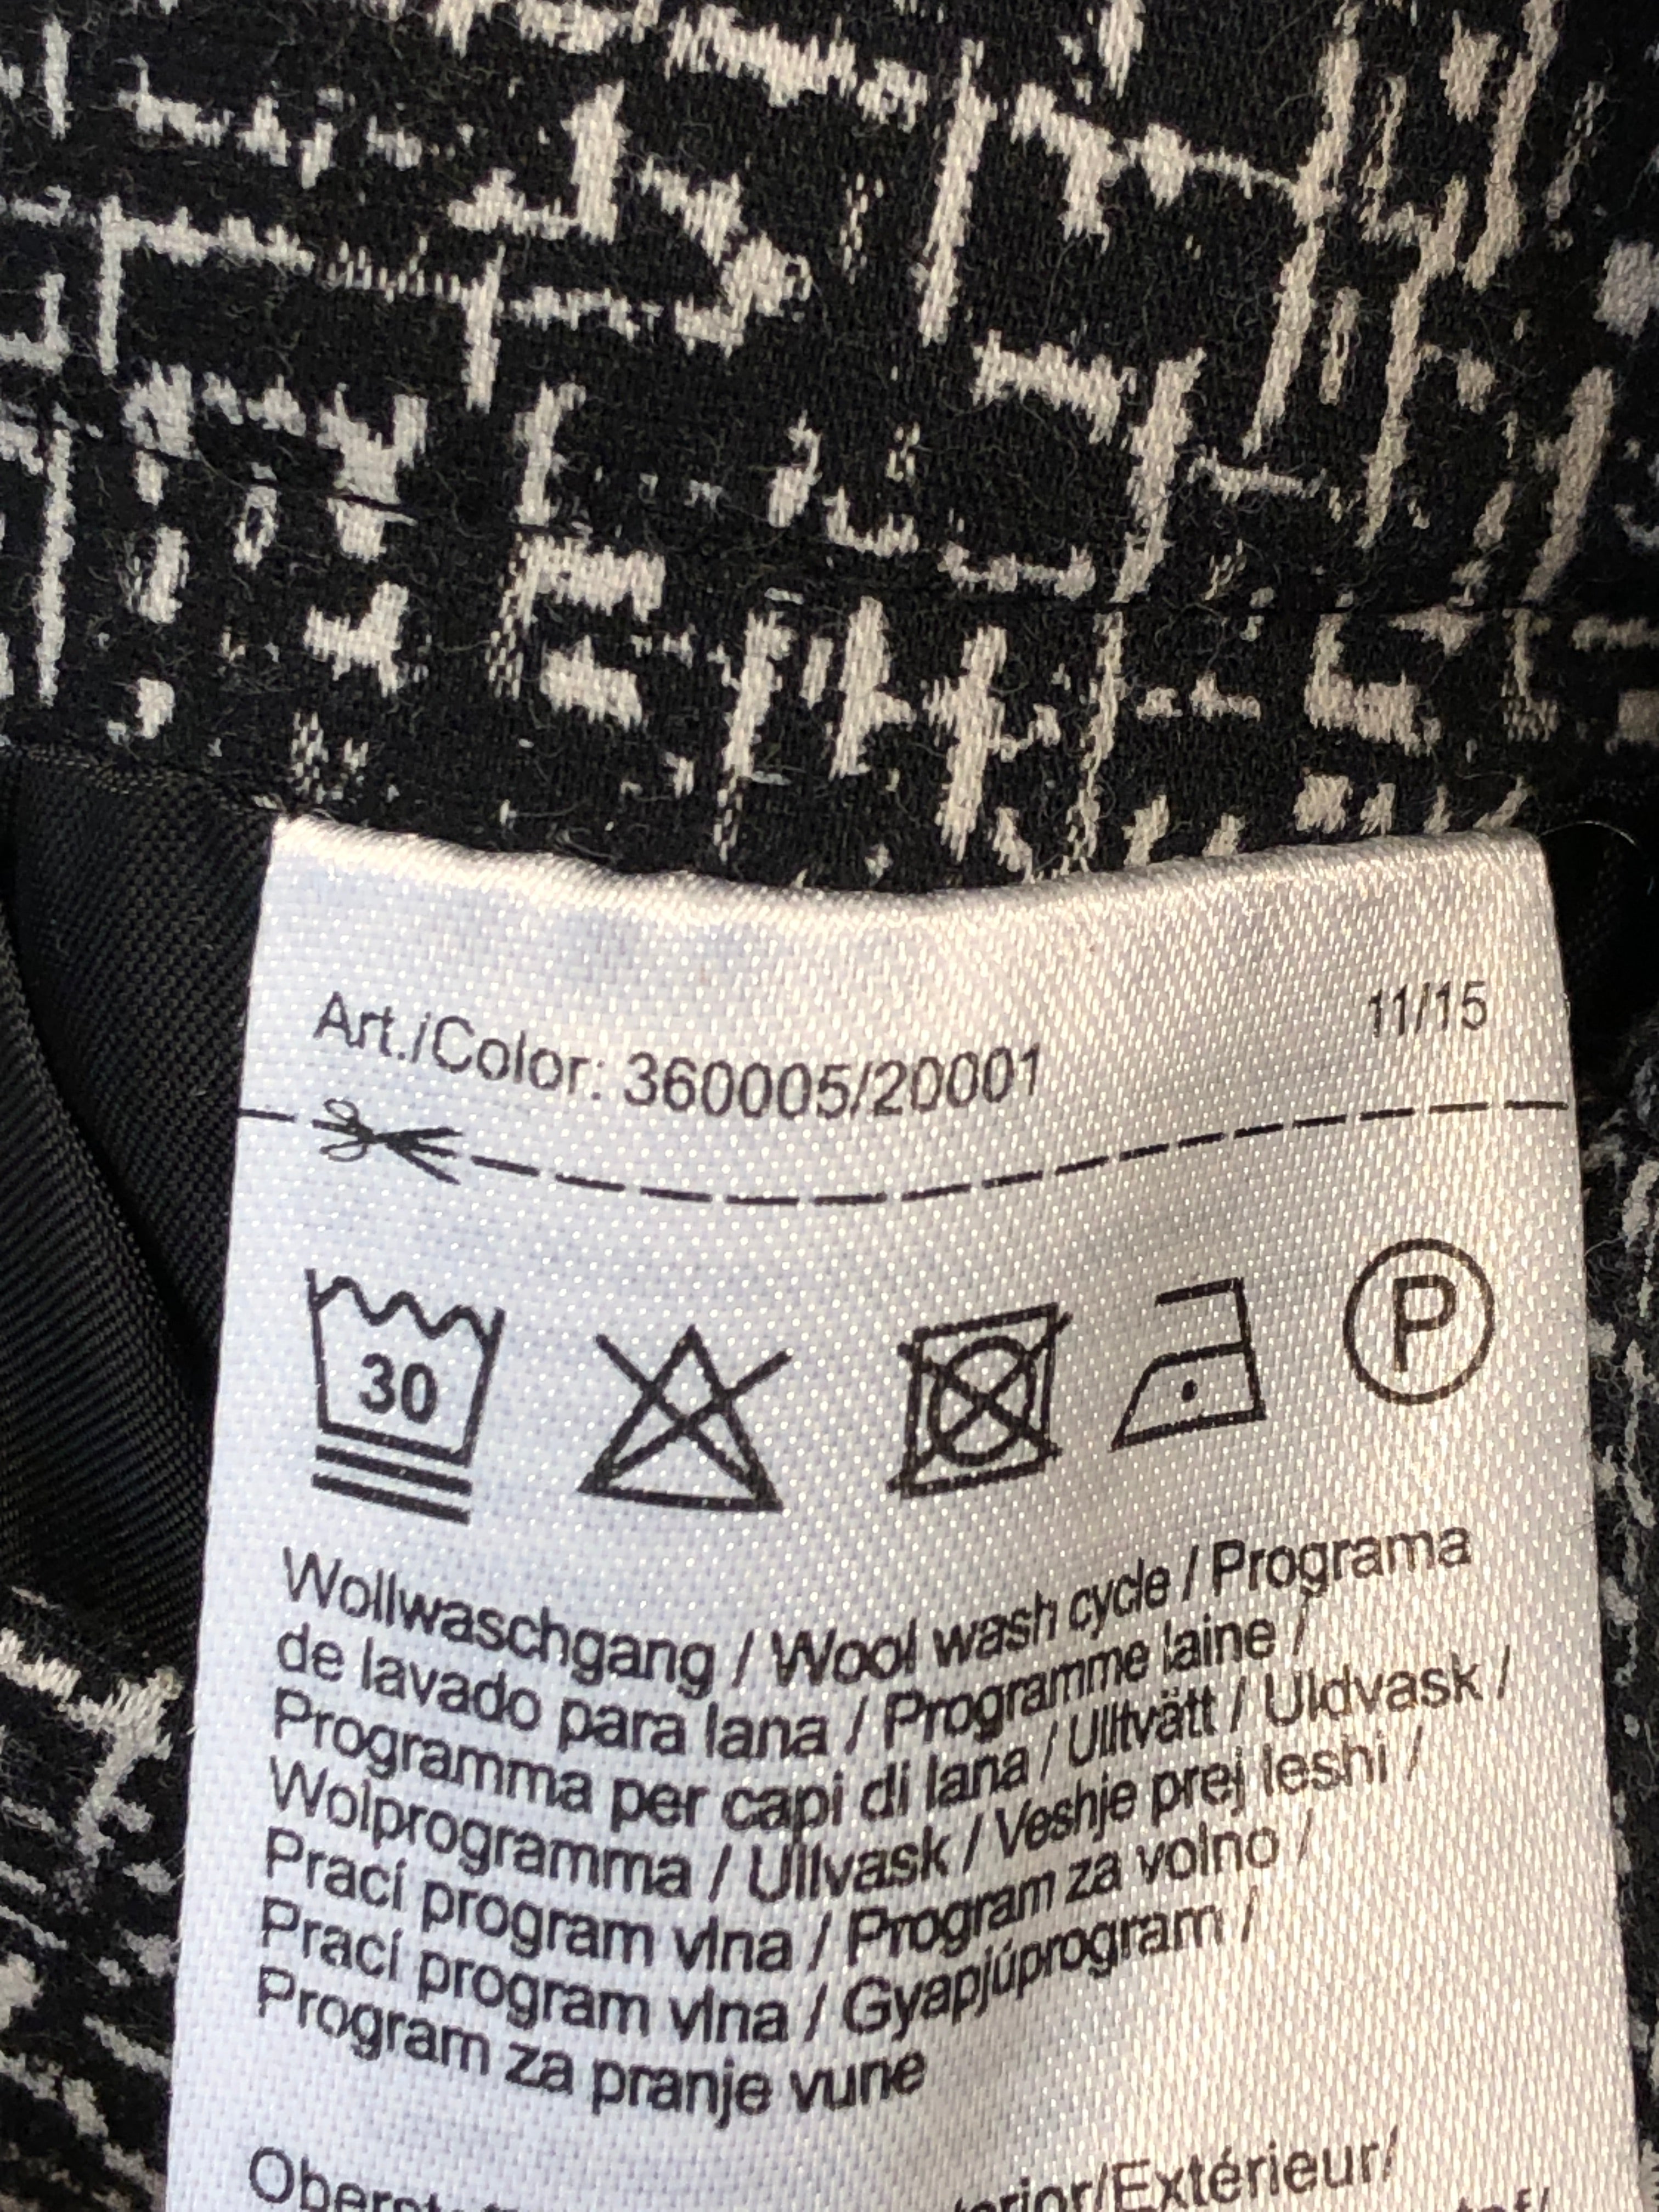 Art./Color: 360005/20001 11/15
30
P
Wollwaschgang / Wool wash cycle / Programa
de lavado para lana / Programme laine /
Programma per capi di lana / Ulltvätt / Uldvask /
Wolprogramma / Ullvask / Veshje prej leshi /
Prací program vlna / Program za volno /
Prací program vlna / Gyapjúprogram /
Program za pranje vune
/Extérieur/